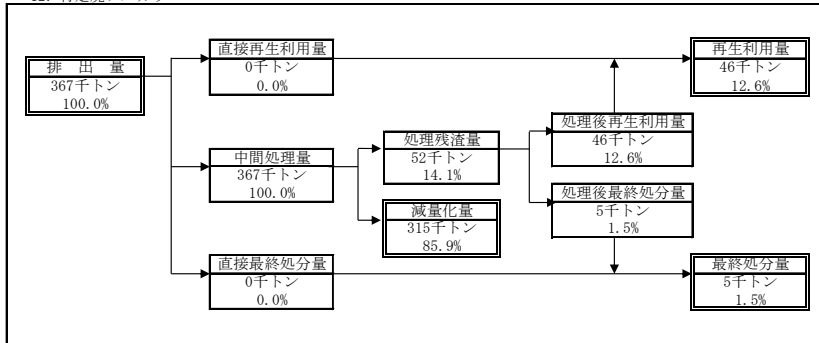 排 出 量
367千トン
100.0%
直接再生利用量
0千トン
0.0%
再生利用量
46千トン
12.6%
中間処理量
367千トン
100.0%
処理残渣量
52千トン
14.1%
処理後再生利用量
46千トン
12.6%
減量化量
315千トン
85.9%
処理後最終処分量
5千トン
1.5%
直接最終処分量
0千トン
0.0%
最終処分量
5千トン
1.5%